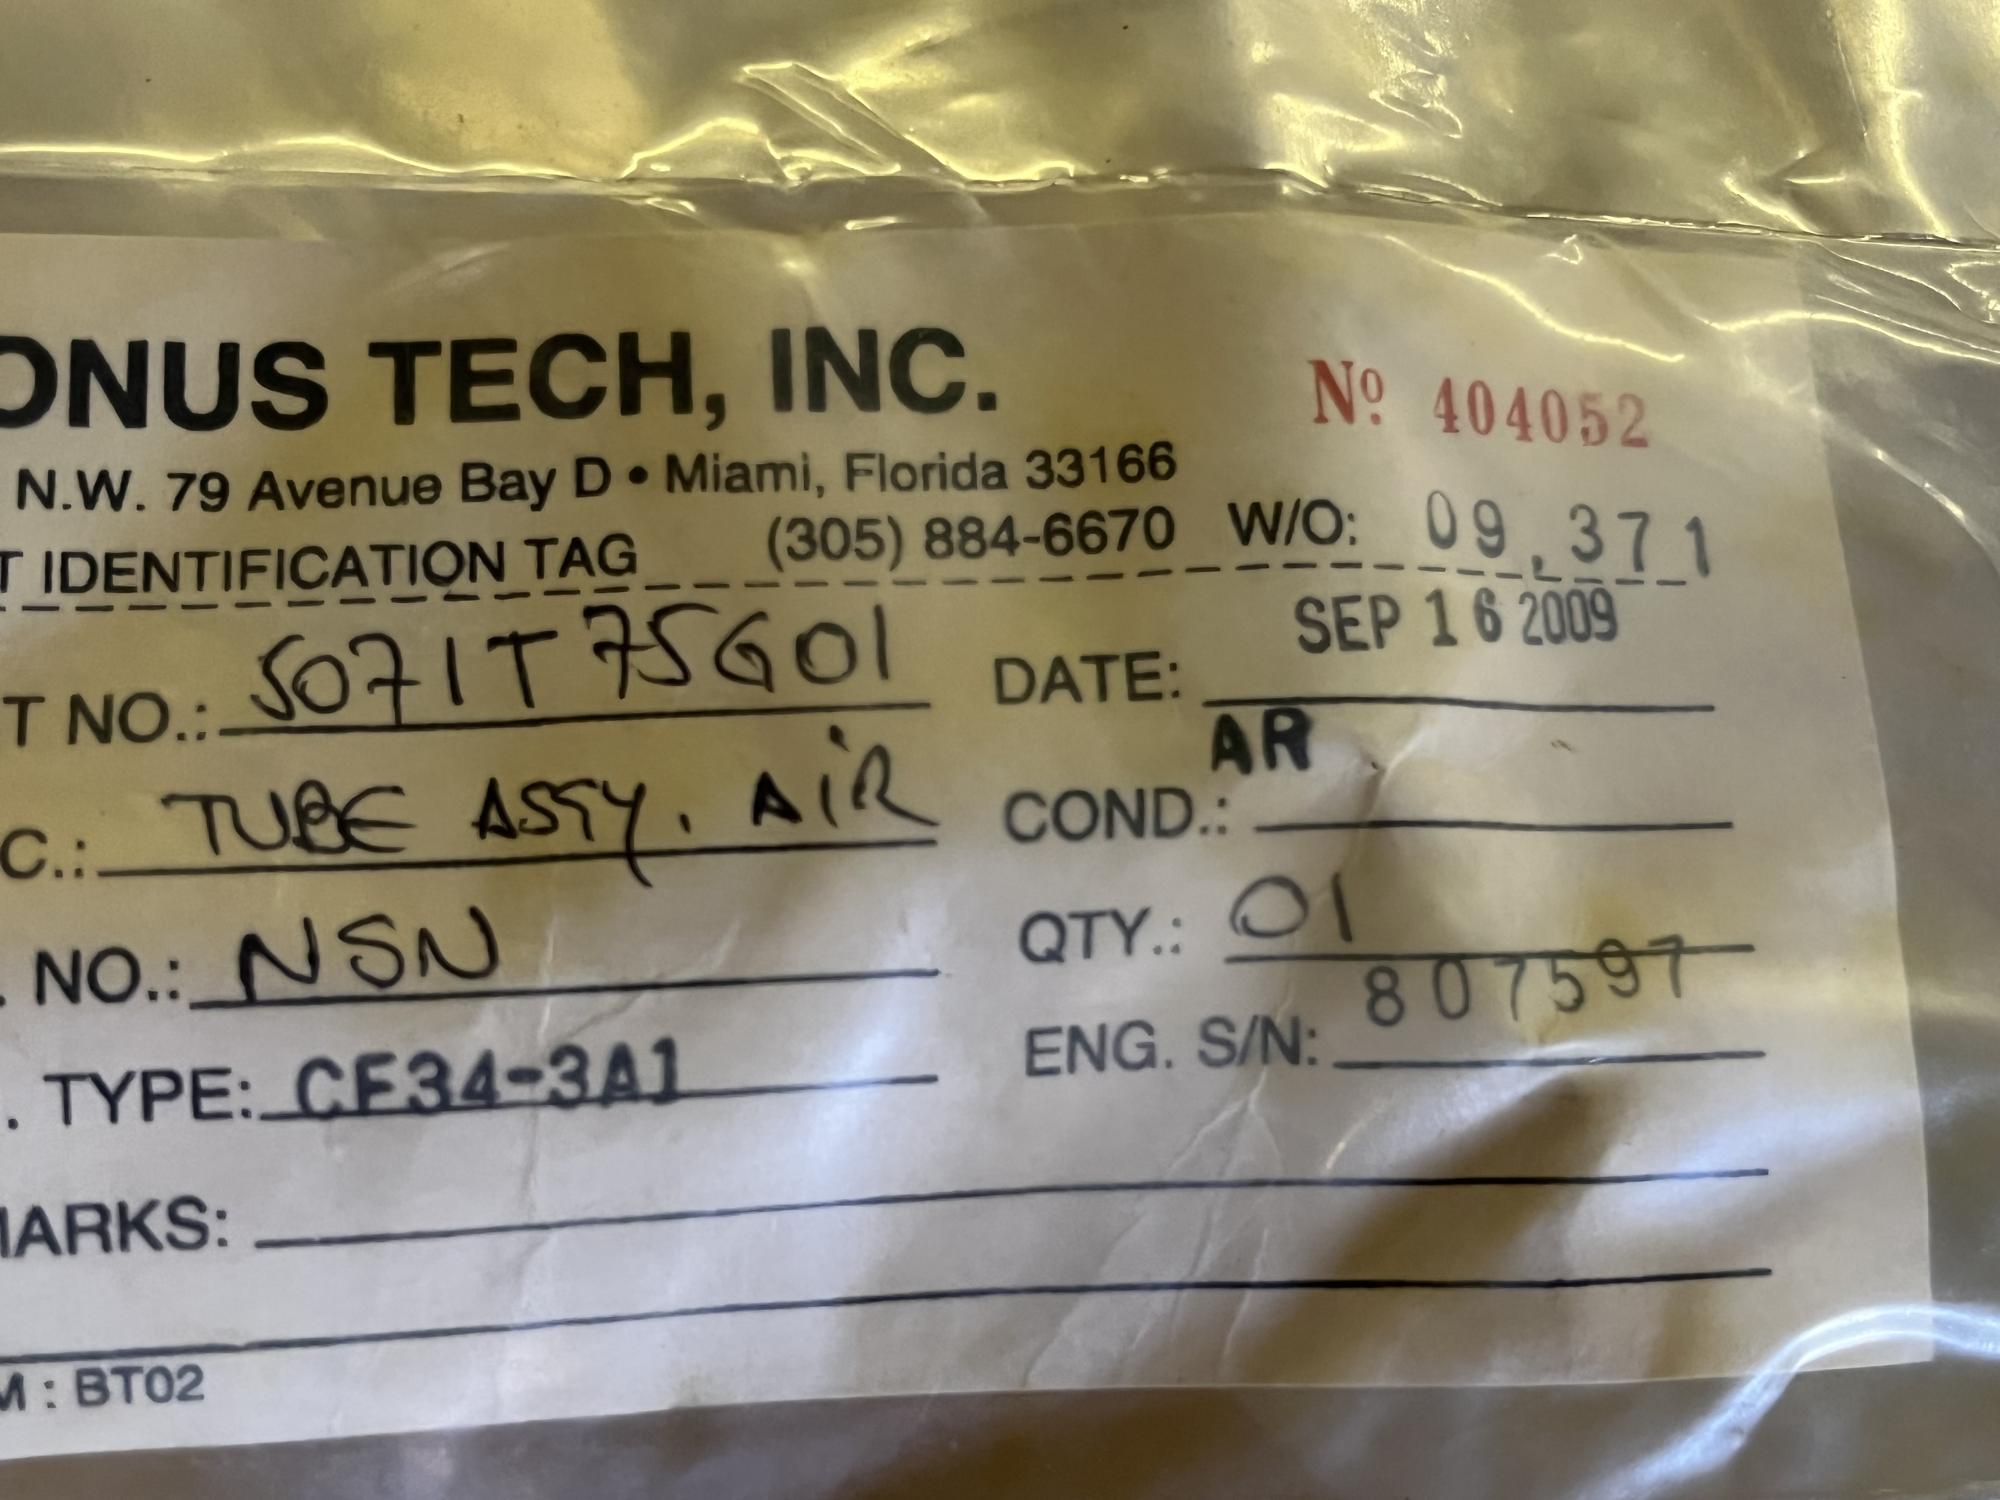 ONUS TECH, INC.
Nº 404052
N.W. 79 Avenue Bay D • Miami, Florida 33166
T IDENTIFICATION TAG (305) 884-6670 W/O: 09,371
T NO.: 5071T75G01 DATE: SEP 16 2009
C.: TUBE ASSY. AIR COND.: AR
. NO.: NSN QTY.: 01
. TYPE: CF34-3A1 ENG. S/N: 807597
MARKS:
M : BT02